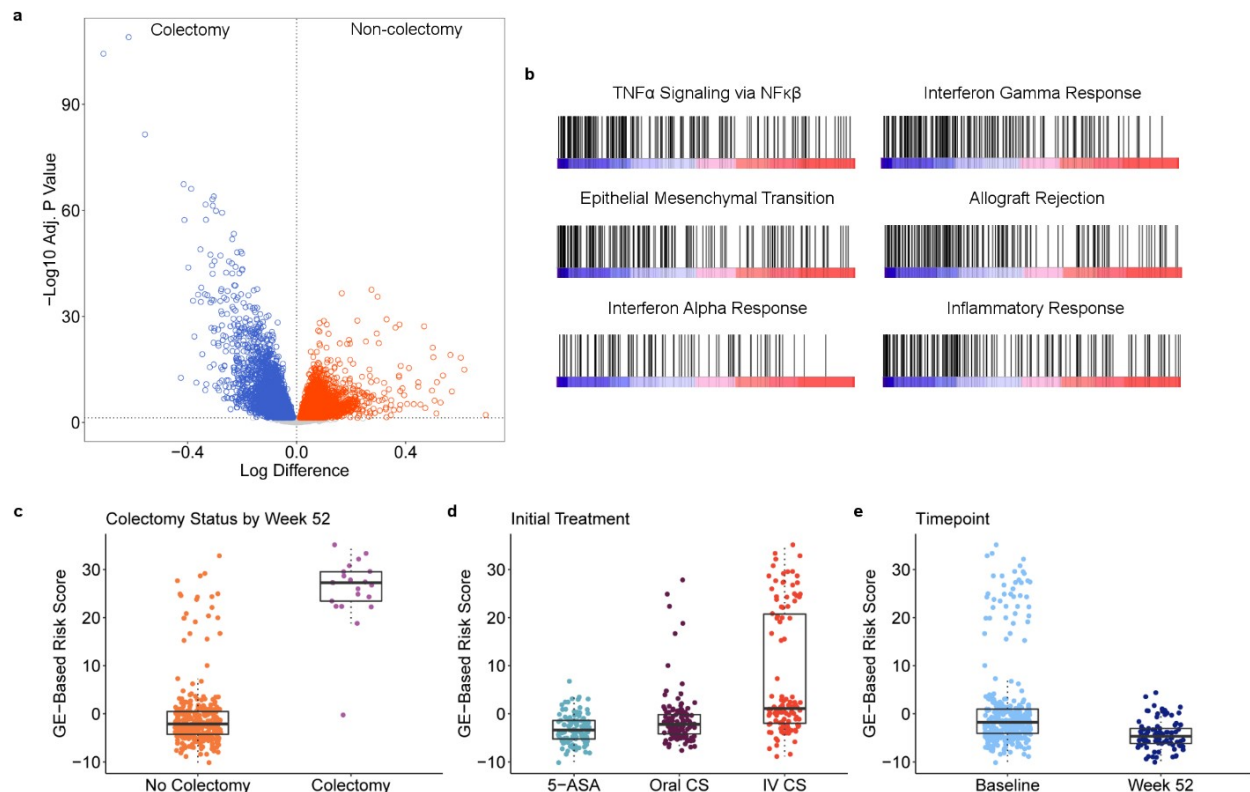 a
Colectomy
Non-colectomy
90
60
30
0
−Log10 Adj. P Value
−0.4
0.0
0.4
Log Difference
b
TNFα Signaling via NFκβ
Interferon Gamma Response
Epithelial Mesenchymal Transition
Allograft Rejection
Interferon Alpha Response
Inflammatory Response
c
Colectomy Status by Week 52
GE−Based Risk Score
30
20
10
0
−10
No Colectomy
Colectomy
d
Initial Treatment
GE−Based Risk Score
30
20
10
0
−10
5−ASA
Oral CS
IV CS
e
Timepoint
GE−Based Risk Score
30
20
10
0
−10
Baseline
Week 52